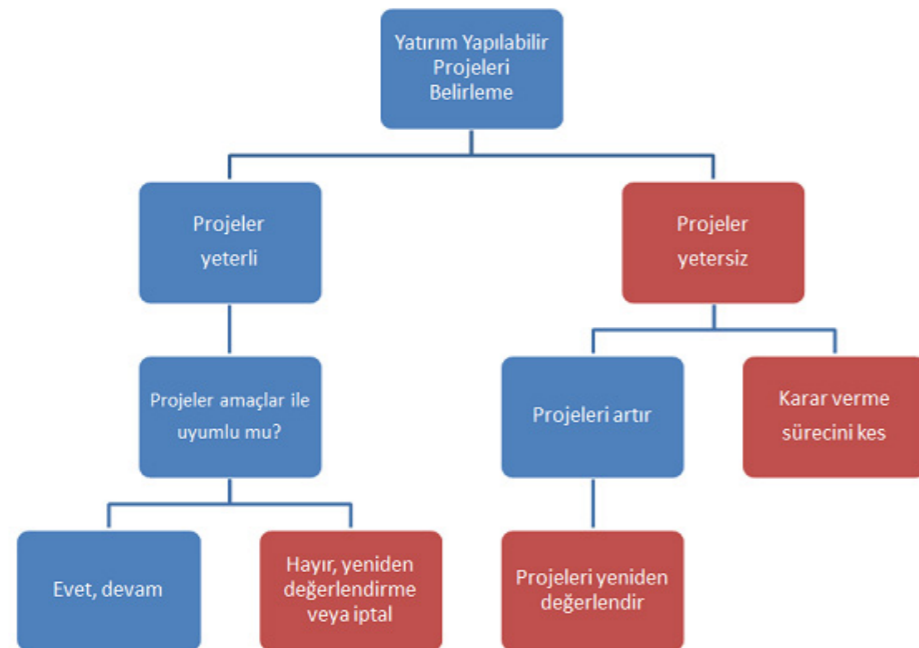 Yatırım Yapılabilir
Projeleri
Belirleme
Projeler
yeterli
Projeler
yetersiz
Projeler amaçlar ile
uyumlu mu?
Projeleri artır
Karar verme
sürecini kes
Evet, devam
Hayır, yeniden
değerlendirme
veya iptal
Projeleri yeniden
değerlendir